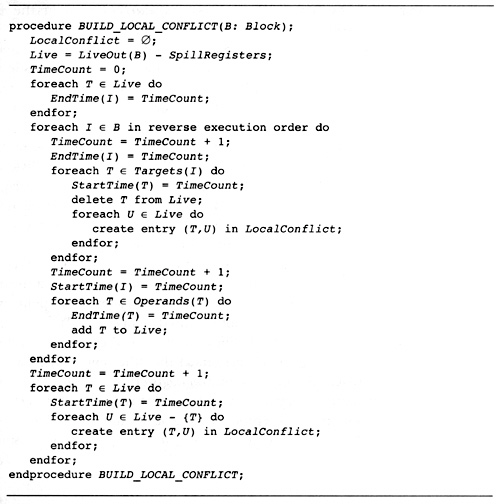 procedure BUILD_LOCAL_CONFLICT(B: Block);
LocalConflict = ∅;
Live = LiveOut(B) - SpillRegisters;
TimeCount = 0;
foreach T ∈ Live do
EndTime(I) = TimeCount;
endfor;
foreach I ∈ B in reverse execution order do
TimeCount = TimeCount + 1;
EndTime(I) = TimeCount;
foreach T ∈ Targets(I) do
StartTime(T) = TimeCount;
delete T from Live;
foreach U ∈ Live do
create entry (T,U) in LocalConflict;
endfor;
endfor;
TimeCount = TimeCount + 1;
StartTime(I) = TimeCount;
foreach T ∈ Operands(T) do
EndTime(T) = TimeCount;
add T to Live;
endfor;
endfor;
TimeCount = TimeCount + 1;
foreach T ∈ Live do
StartTime(T) = TimeCount;
foreach U ∈ Live - {T} do
create entry (T,U) in LocalConflict;
endfor;
endfor;
endprocedure BUILD_LOCAL_CONFLICT;